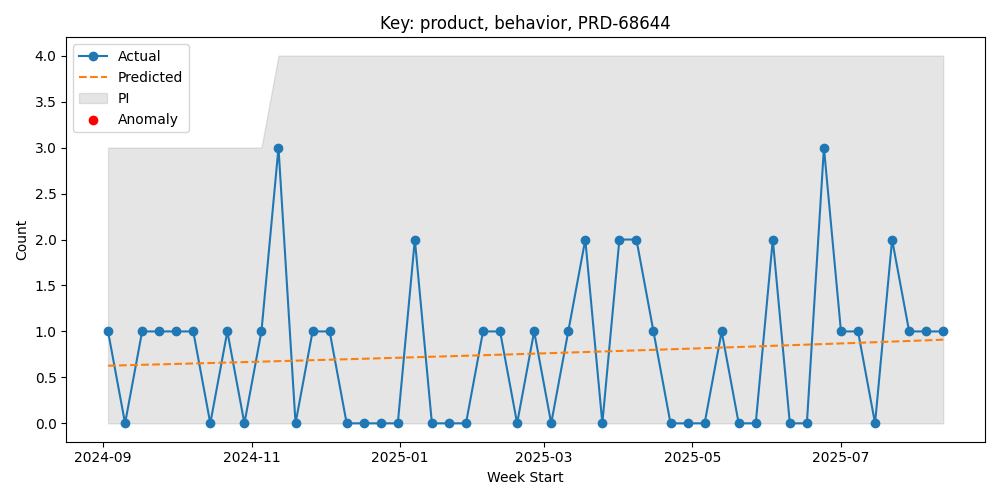 Key: product, behavior, PRD-68644
Actual
Predicted
PI
Anomaly
Count
4.0
3.5
3.0
2.5
2.0
1.5
1.0
0.5
0.0
2024-09
2024-11
2025-01
2025-03
2025-05
2025-07
Week Start